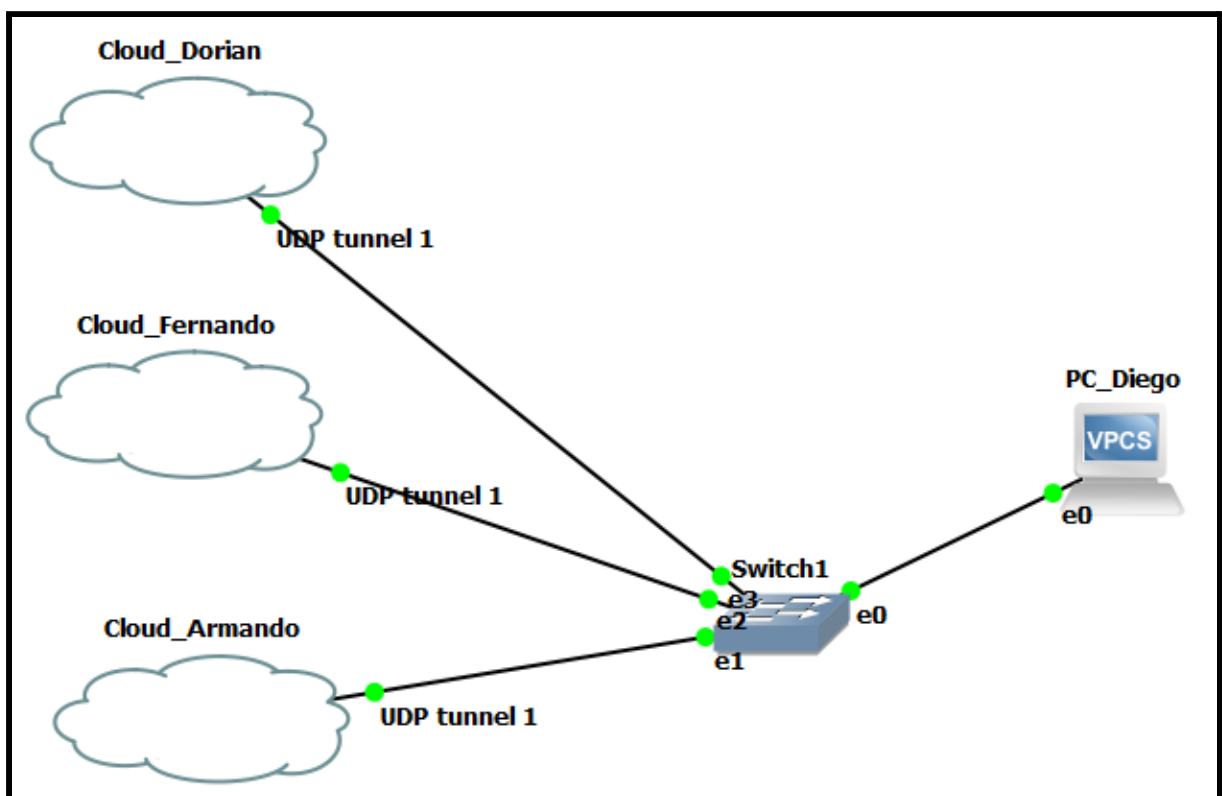 Cloud_Dorian
UDP tunnel 1
Cloud_Fernando
UDP tunnel 1
PC_Diego
VPCS
e0
Switch1
e3
e2
e0
e1
Cloud_Armando
UDP tunnel 1